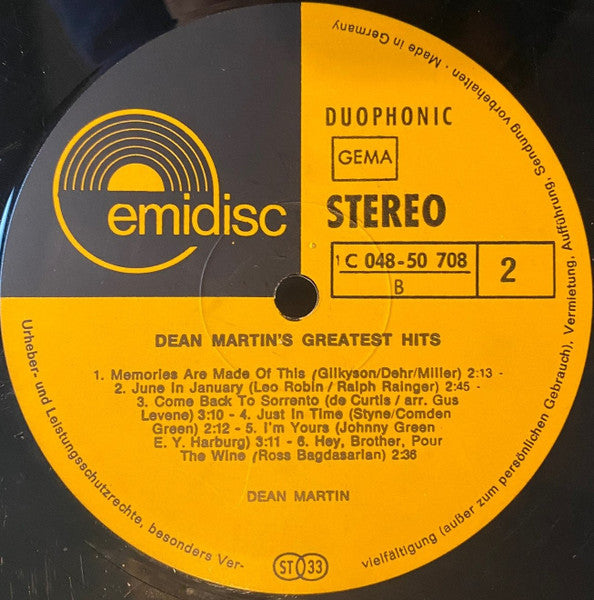 DUOPHONIC
GEMA
STEREO
emidisc
1C 048-50 708
B
2
DEAN MARTIN'S GREATEST HITS
1. Memories Are Made Of This (Gilkyson/Dehr/Miller) 2:13 -
2. June In January (Leo Robin / Ralph Rainger) 2:45 -
3. Come Back To Sorrento (de Curtis / arr. Gus
Levene) 3:10 - 4. Just In Time (Styne/Comden
Green) 2:12 - 5. I'm Yours (Johnny Green
E. Y. Harburg) 3:11 - 6. Hey, Brother, Pour
The Wine (Ross Bagdasarian) 2:36
DEAN MARTIN
ST 33
Urheber- und Leistungsschutzrechte, besonders Ver-
vielfältigung (außer zum persönlichen Gebrauch), Vermietung, Aufführung, Sendung vorbehalten · Made in Germany